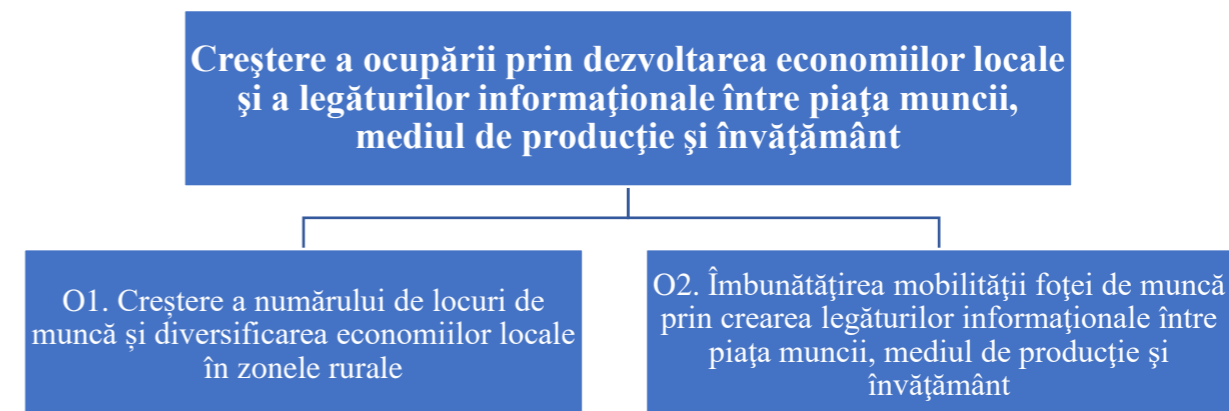 Creştere a ocupării prin dezvoltarea economiilor locale
şi a legăturilor informaţionale între piaţa muncii,
mediul de producţie şi învăţământ
O1. Creștere a numărului de locuri de
muncă și diversificarea economiilor locale
în zonele rurale
O2. Îmbunătăţirea mobilităţii foţei de muncă
prin crearea legăturilor informaţionale între
piaţa muncii, mediul de producţie şi
învăţământ